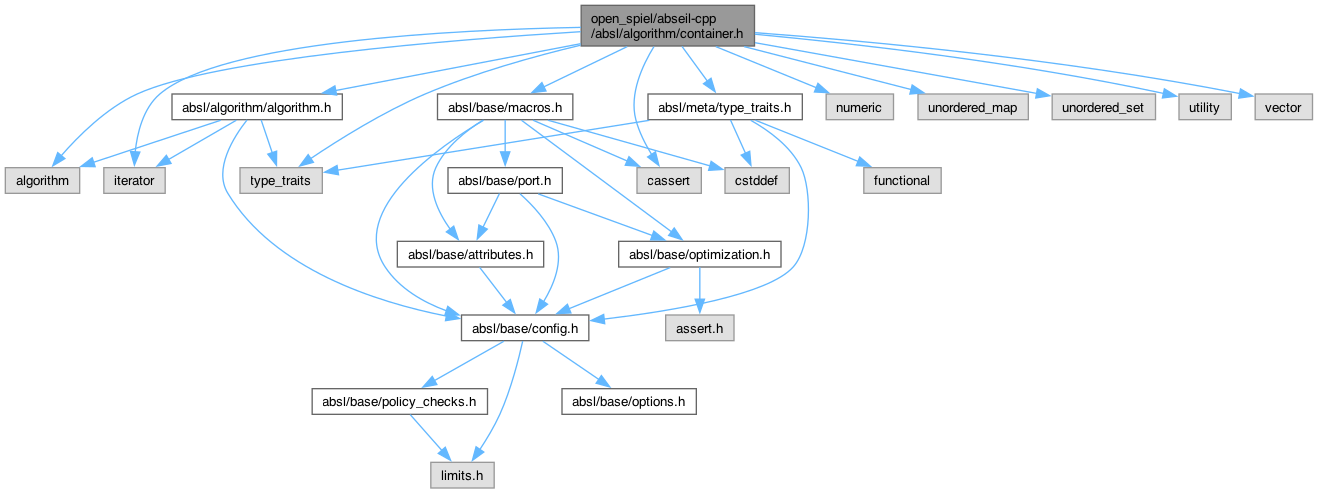 open_spiel/abseil-cpp
/absl/algorithm/container.h
absl/algorithm/algorithm.h
absl/base/macros.h
absl/meta/type_traits.h
numeric
unordered_map
unordered_set
utility
vector
algorithm
iterator
type_traits
absl/base/port.h
cassert
cstddef
functional
absl/base/attributes.h
absl/base/optimization.h
absl/base/config.h
assert.h
absl/base/policy_checks.h
absl/base/options.h
limits.h